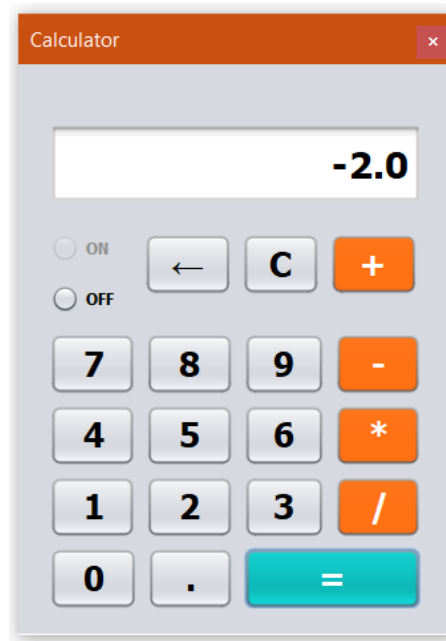 Calculator ×
-2.0
ON
← C +
OFF
7 8 9 -
4 5 6 *
1 2 3 /
0 . =